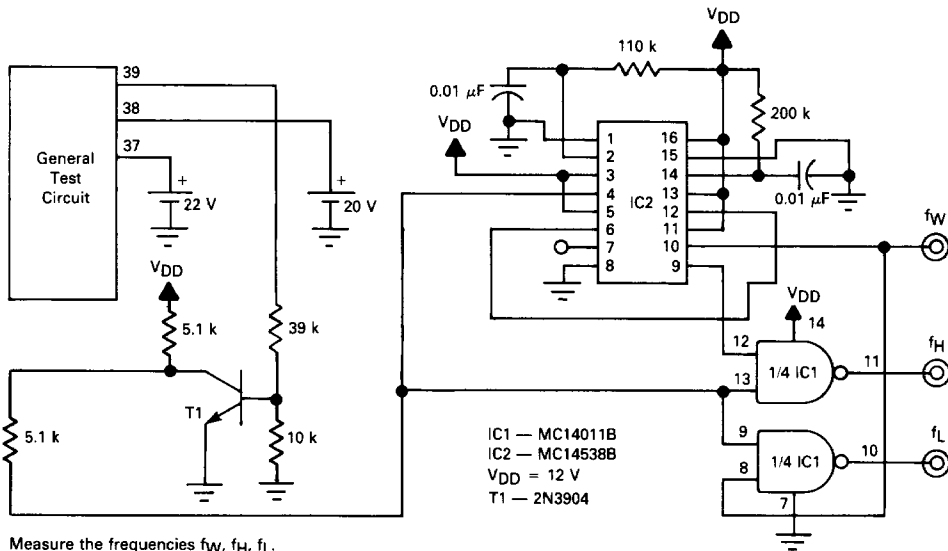 VDD
110 k
0.01 μF
VDD
200 k
39
38
37
General
Test
Circuit
+
22 V
+
20 V
1
2
3
4
5
6
7
8
IC2
16
15
14
13
12
11
10
9
0.01 μF
fW
VDD
5.1 k
39 k
T1
10 k
5.1 k
VDD
14
12
13
1/4 IC1
11
fH
9
8
1/4 IC1
10
fL
7
IC1 — MC14011B
IC2 — MC14538B
VDD = 12 V
T1 — 2N3904
Measure the frequencies fW, fH, fL.